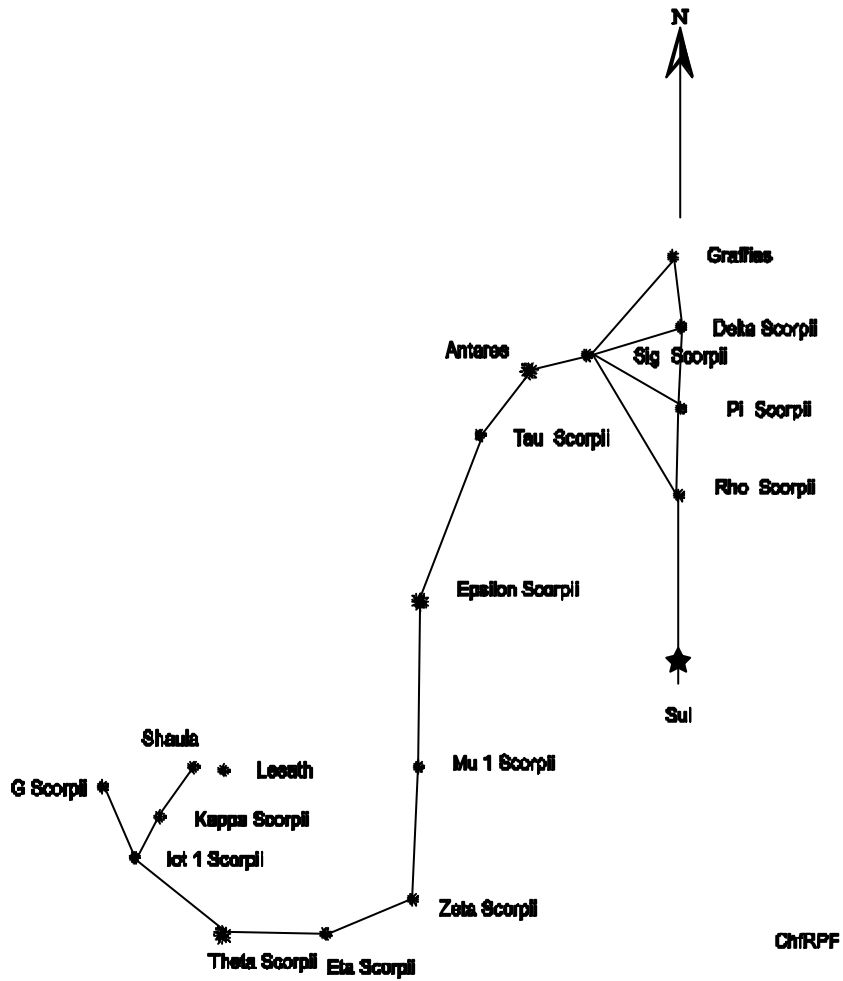 N
Graffias
Delta Scorpii
Antares
Sig Scorpii
Pi Scorpii
Tau Scorpii
Rho Scorpii
Epsilon Scorpii
Sul
Shaula
Mu 1 Scorpii
Lesath
G Scorpii
Kappa Scorpii
Iot 1 Scorpii
Zeta Scorpii
ChfRPF
Theta Scorpii
Eta Scorpii